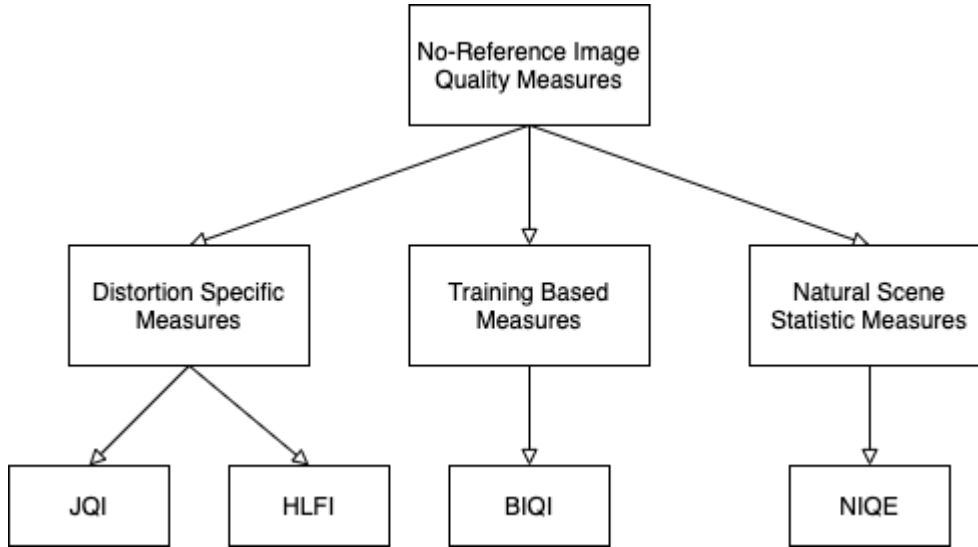 No-Reference Image
Quality Measures
Distortion Specific
Measures
Training Based
Measures
Natural Scene
Statistic Measures
JQI
HLFI
BIQI
NIQE